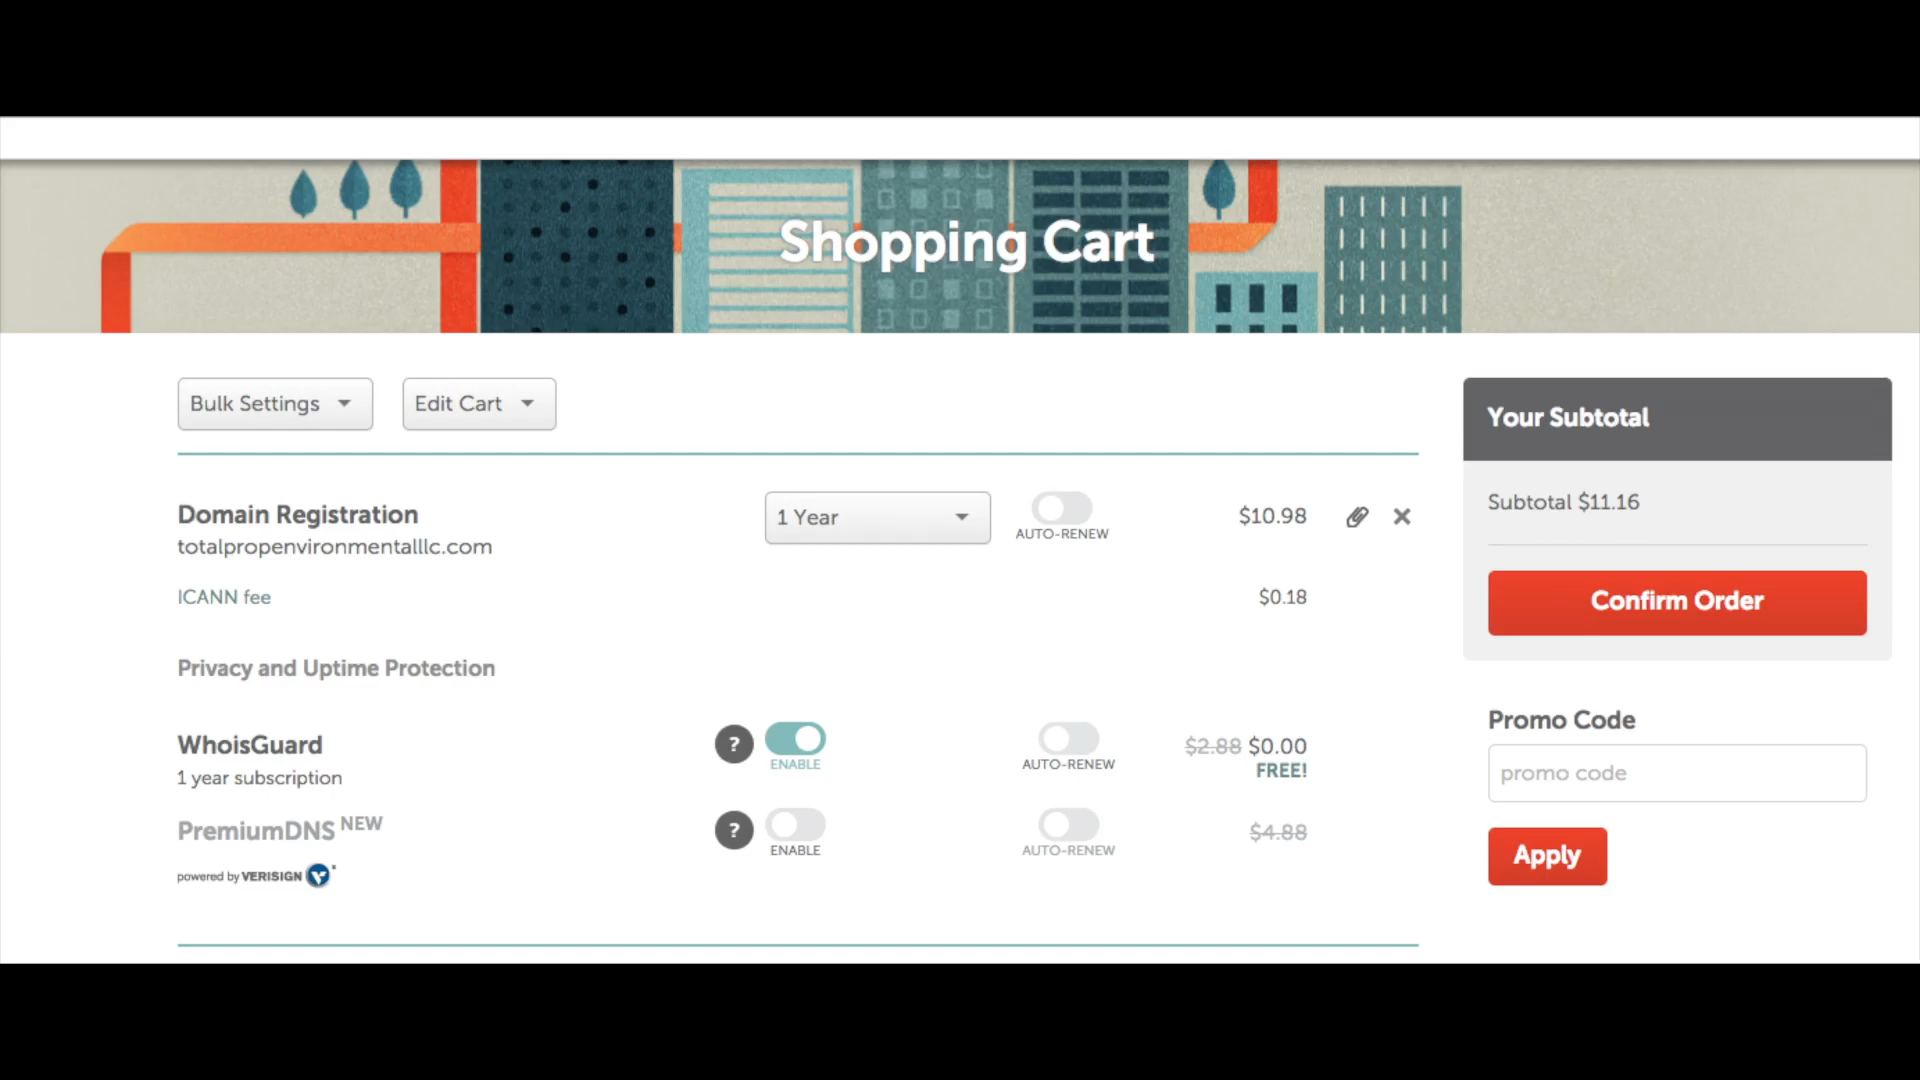 Shopping Cart
Bulk Settings Edit Cart
Your Subtotal
Subtotal $11.16
Confirm Order
Domain Registration 1 Year AUTO-RENEW $10.98
totalpropenvironmentalllc.com
ICANN fee $0.18
Privacy and Uptime Protection
WhoisGuard ? ENABLE AUTO-RENEW $2.88 $0.00
1 year subscription FREE!
PremiumDNS NEW ? ENABLE AUTO-RENEW $4.88
powered by VERISIGN
Promo Code
promo code
Apply